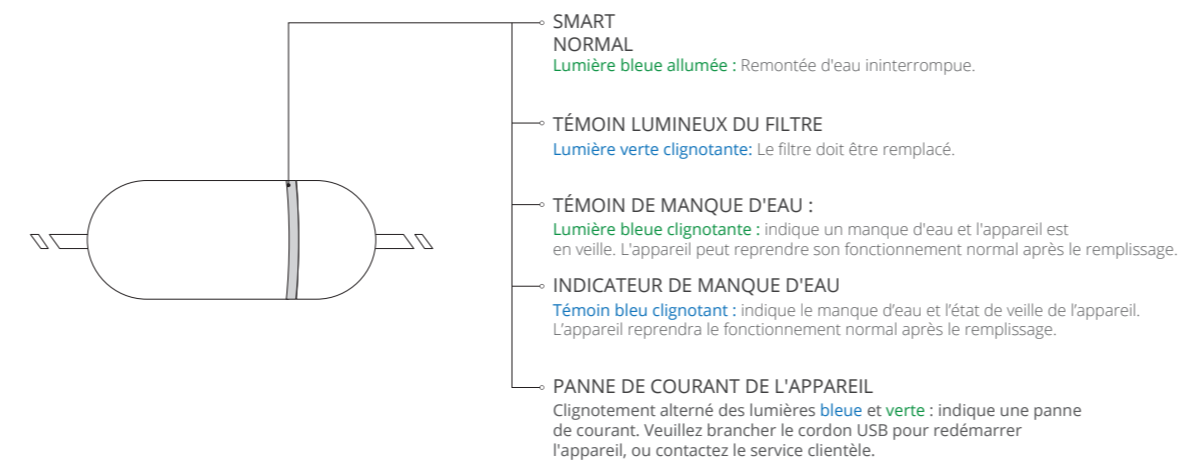 SMART
NORMAL
Lumière bleue allumée : Remontée d'eau ininterrompue.
TÉMOIN LUMINEUX DU FILTRE
Lumière verte clignotante: Le filtre doit être remplacé.
TÉMOIN DE MANQUE D'EAU :
Lumière bleue clignotante : indique un manque d'eau et l'appareil est
en veille. L'appareil peut reprendre son fonctionnement normal après le remplissage.
INDICATEUR DE MANQUE D'EAU
Témoin bleu clignotant : indique le manque d’eau et l’état de veille de l’appareil.
L’appareil reprendra le fonctionnement normal après le remplissage.
PANNE DE COURANT DE L'APPAREIL
Clignotement alterné des lumières bleue et verte : indique une panne
de courant. Veuillez brancher le cordon USB pour redémarrer
l'appareil, ou contactez le service clientèle.